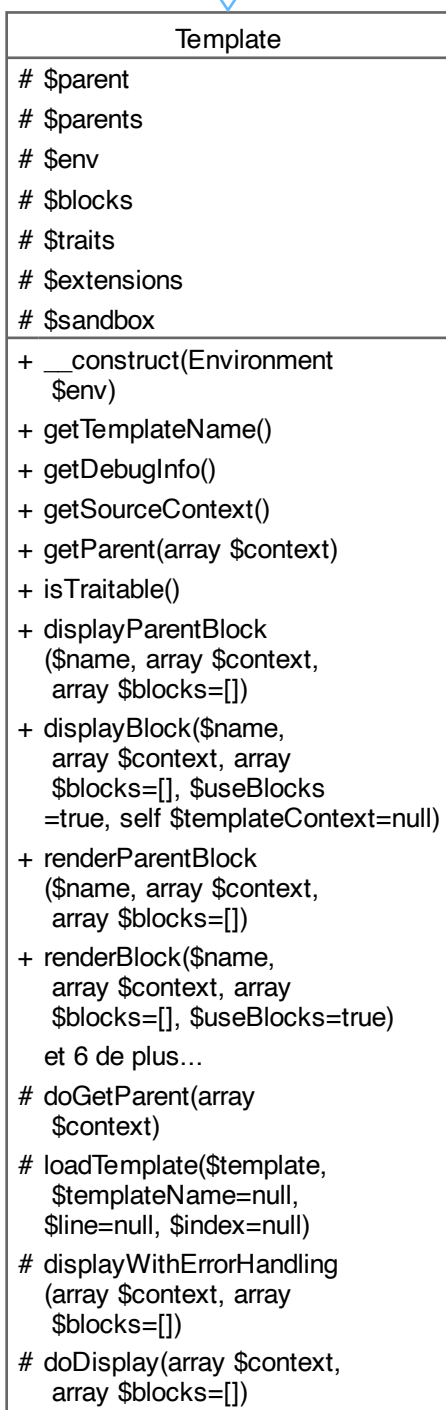 Template
# $parent
# $parents
# $env
# $blocks
# $traits
# $extensions
# $sandbox
+ __construct(Environment
$env)
+ getTemplateName()
+ getDebugInfo()
+ getSourceContext()
+ getParent(array $context)
+ isTraitable()
+ displayParentBlock
($name, array $context,
array $blocks=[])
+ displayBlock($name,
array $context, array
$blocks=[], $useBlocks
=true, self $templateContext=null)
+ renderParentBlock
($name, array $context,
array $blocks=[])
+ renderBlock($name,
array $context, array
$blocks=[], $useBlocks=true)
et 6 de plus...
# doGetParent(array
$context)
# loadTemplate($template,
$templateName=null,
$line=null, $index=null)
# displayWithErrorHandling
(array $context, array
$blocks=[])
# doDisplay(array $context,
array $blocks=[])